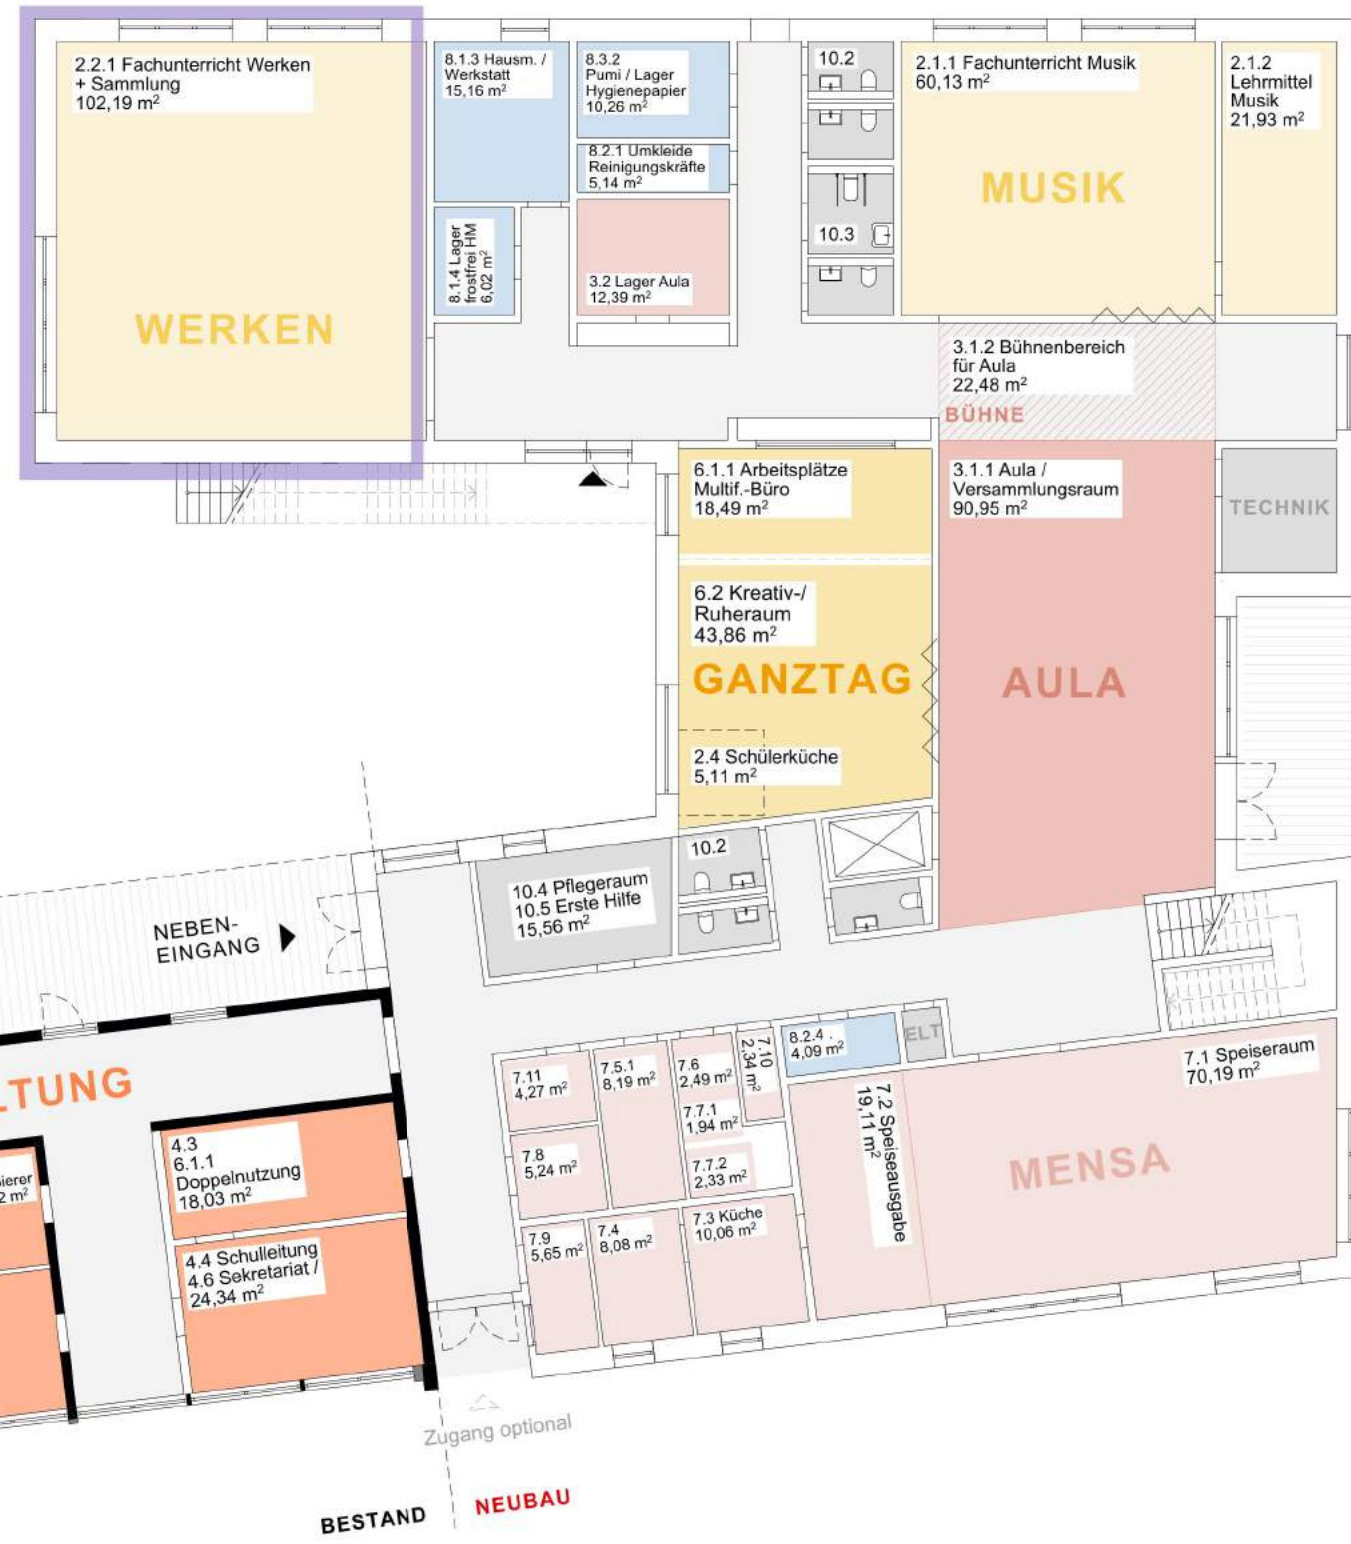 2.2.1 Fachunterricht Werken
+ Sammlung
102,19 m²
WERKEN
8.1.3 Hausm. /
Werkstatt
15,16 m²
8.3.2
Pumi / Lager
Hygienepapier
10,26 m²
8.2.1 Umkleide
Reinigungskräfte
5,14 m²
8.1.4 Lager
frostfrei HM
6,02 m²
3.2 Lager Aula
12,39 m²
10.2
10.3
2.1.1 Fachunterricht Musik
60,13 m²
MUSIK
2.1.2
Lehrmittel
Musik
21,93 m²
3.1.2 Bühnenbereich
für Aula
22,48 m²
BÜHNE
6.1.1 Arbeitsplätze
Multif.-Büro
18,49 m²
3.1.1 Aula /
Versammlungsraum
90,95 m²
TECHNIK
6.2 Kreativ-/
Ruheraum
43,86 m²
GANZTAG
AULA
2.4 Schülerküche
5,11 m²
10.2
10.4 Pflegeraum
10.5 Erste Hilfe
15,56 m²
NEBEN-
EINGANG
8.2.4 .
4,09 m²
ELT
7.11
4,27 m²
7.5.1
8,19 m²
7.6
2,49 m²
7.10
2,34 m²
7.7.1
1,94 m²
7.1 Speiseraum
70,19 m²
7.2 Speiseausgabe
19,11 m²
MENSA
LTUNG
4.3
6.1.1
Doppelnutzung
18,03 m²
7.8
5,24 m²
7.7.2
2,33 m²
ierer
2 m²
7.9
5,65 m²
7.4
8,08 m²
7.3 Küche
10,06 m²
4.4 Schulleitung
4.6 Sekretariat /
24,34 m²
Zugang optional
BESTAND
NEUBAU